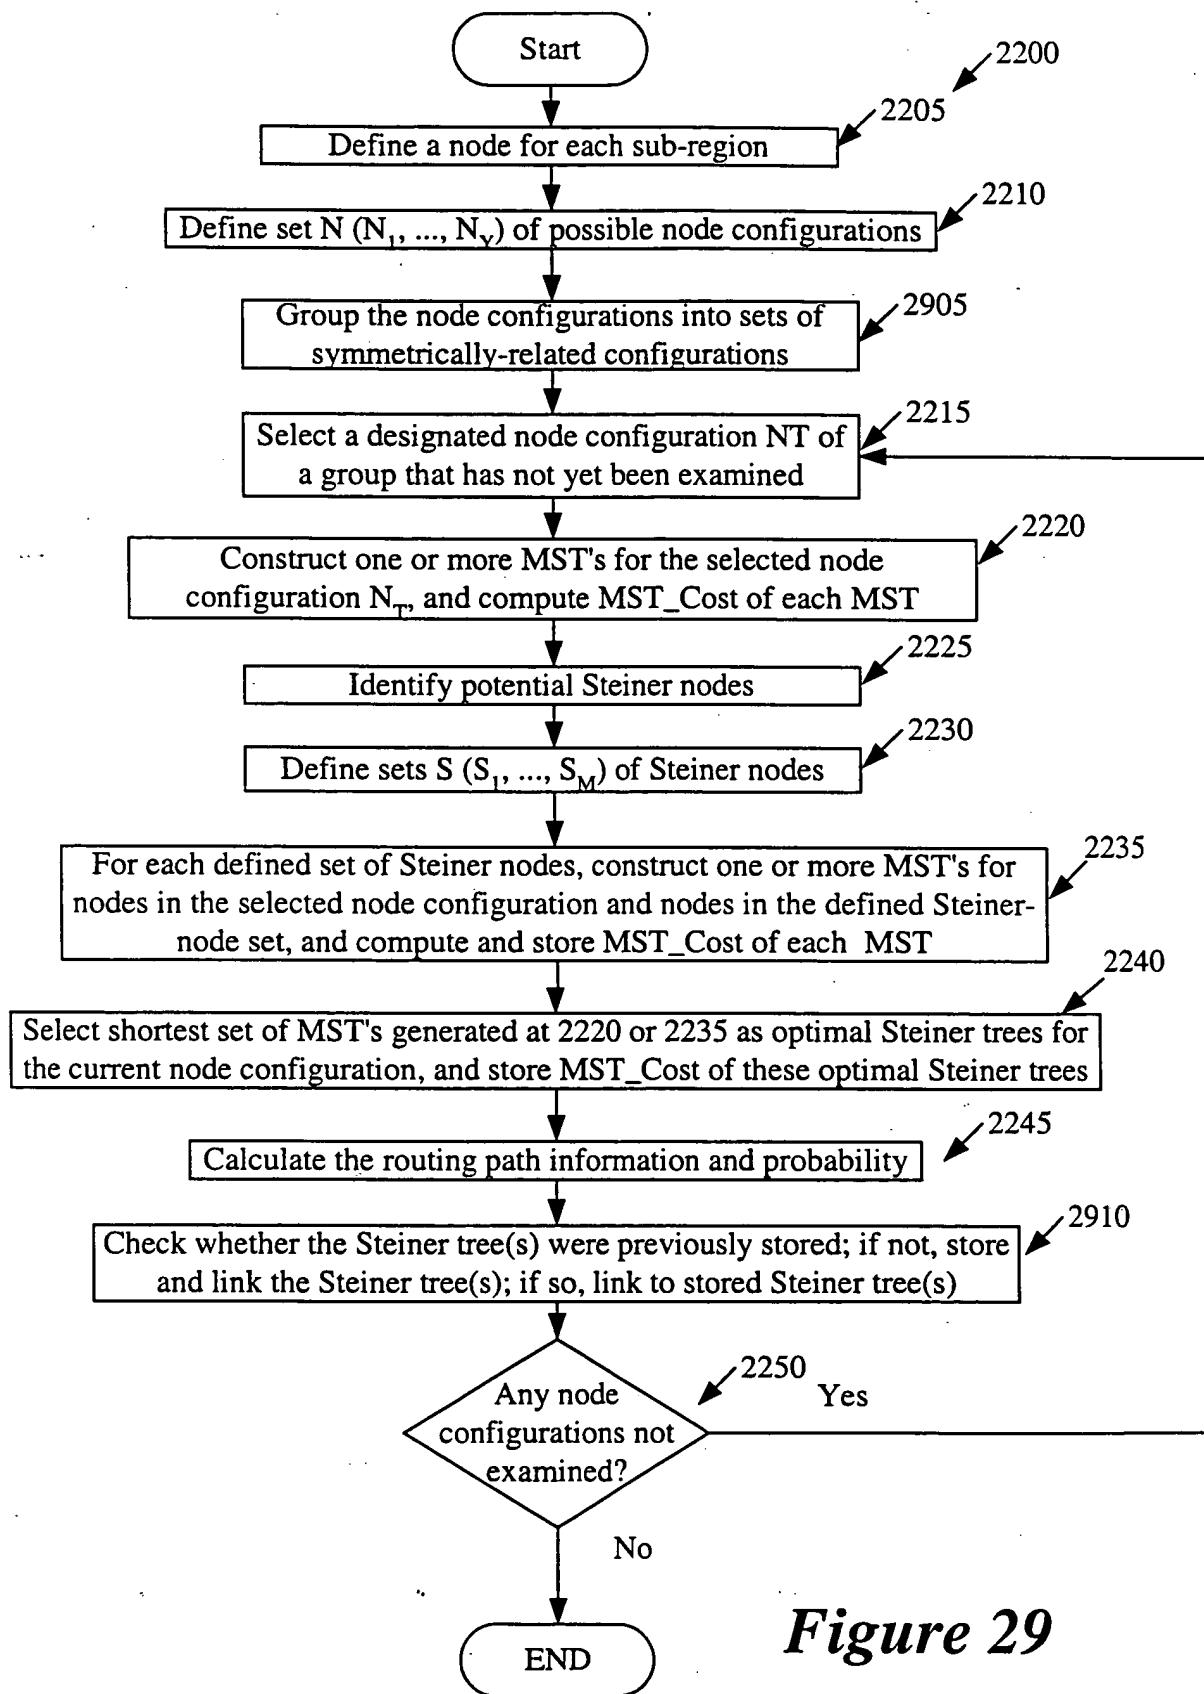 Start
2200
2205
Define a node for each sub-region
2210
Define set N (N₁, ..., N_Y) of possible node configurations
2905
Group the node configurations into sets of
symmetrically-related configurations
2215
Select a designated node configuration NT of
a group that has not yet been examined
2220
Construct one or more MST's for the selected node
configuration N_T, and compute MST_Cost of each MST
2225
Identify potential Steiner nodes
2230
Define sets S (S₁, ..., S_M) of Steiner nodes
2235
For each defined set of Steiner nodes, construct one or more MST's for
nodes in the selected node configuration and nodes in the defined Steiner-
node set, and compute and store MST_Cost of each MST
2240
Select shortest set of MST's generated at 2220 or 2235 as optimal Steiner trees for
the current node configuration, and store MST_Cost of these optimal Steiner trees
2245
Calculate the routing path information and probability
2910
Check whether the Steiner tree(s) were previously stored; if not, store
and link the Steiner tree(s); if so, link to stored Steiner tree(s)
2250
Any node
configurations not
examined?
Yes
No
END
Figure 29